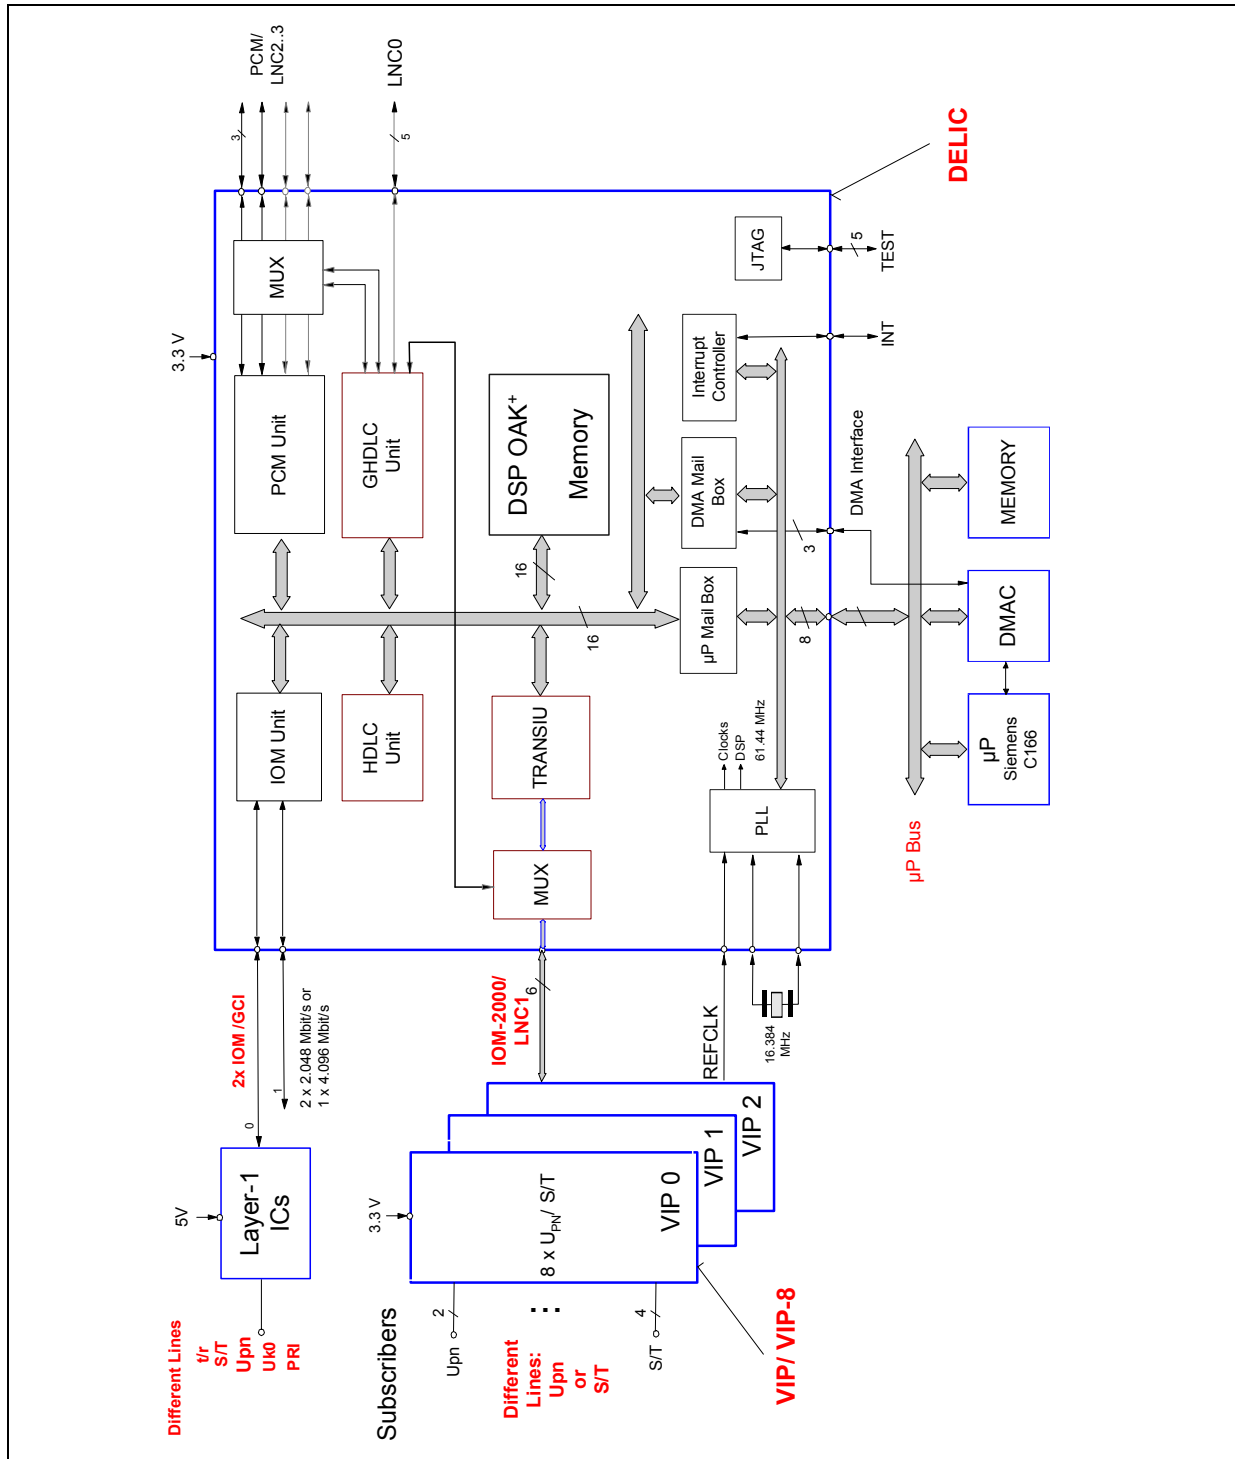 Different Lines
t/r
S/T
Upn
Uk0
PRI
5V
Layer-1
ICs
0
1
2x IOM /GCI
2 x 2.048 Mbit/s or
1 x 4.096 Mbit/s
Subscribers
Upn
2
...
Different
Lines:
Upn
or
S/T
S/T
4
3.3 V
8 x UPN/ S/T
VIP 0
VIP 1
VIP 2
VIP/ VIP-8
IOM-2000/
LNC1
6
REFCLK
16.384
MHz
3.3 V
IOM Unit
HDLC
Unit
TRANSIU
MUX
PLL
Clocks
DSP
61.44 MHz
PCM Unit
GHDLC
Unit
MUX
DSP OAK+
Memory
16
16
µP Mail Box
DMA Mail
Box
Interrupt
Controller
JTAG
8
3
PCM/
LNC2..3
3
LNC0
5
DELIC
TEST
5
INT
DMA Interface
µP Bus
µP
Siemens
C166
DMAC
MEMORY